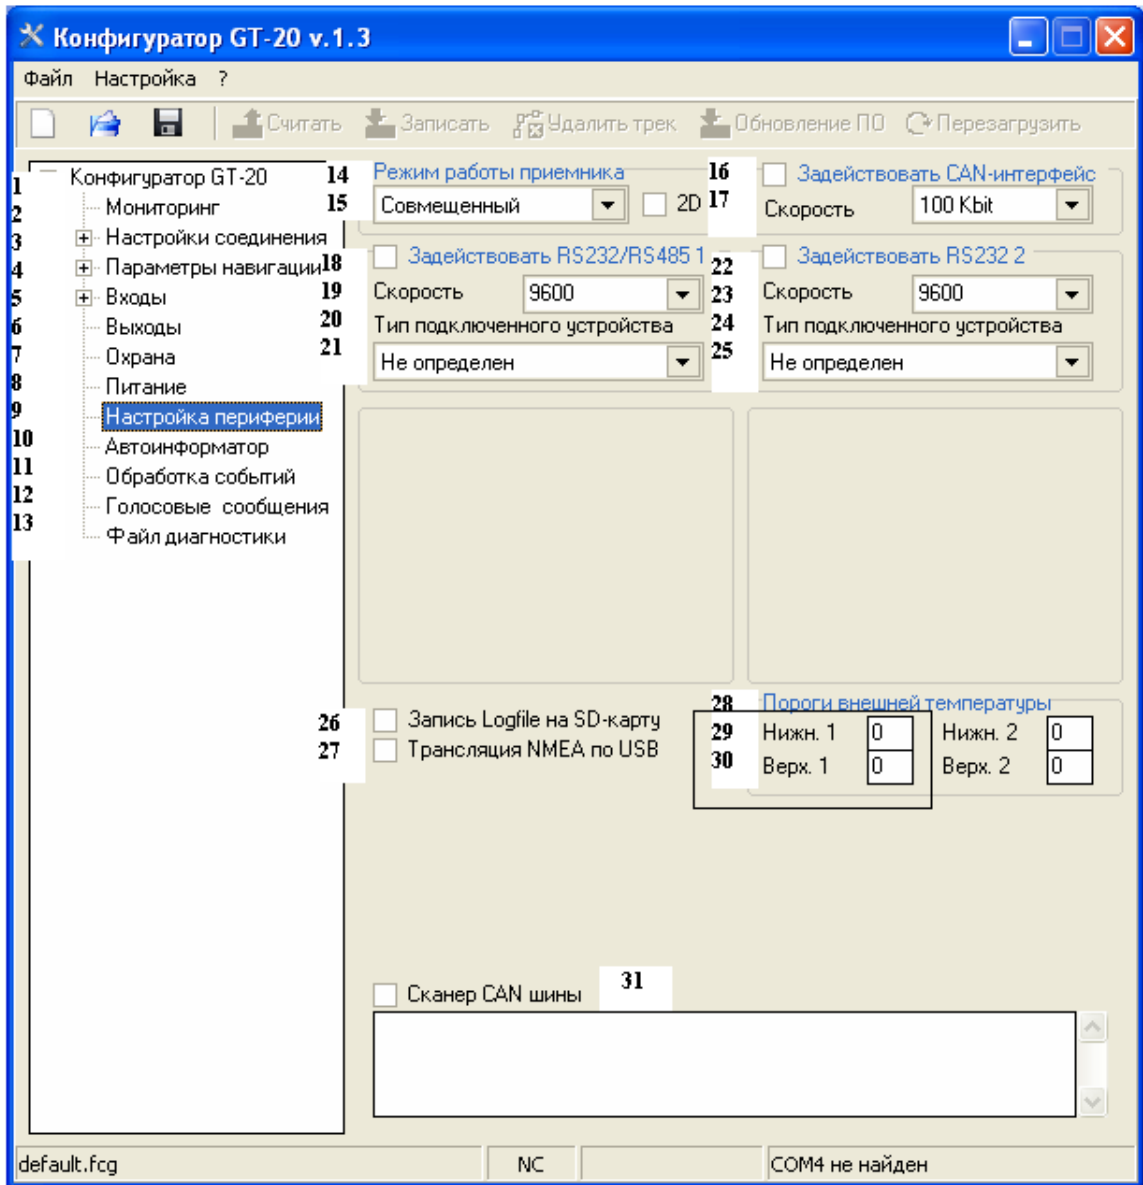 Конфигуратор GT-20 v.1.3
Файл Настройка ?
Считать Записать Удалить трек Обновление ПО Перезагрузить
1 Конфигуратор GT-20
2 Мониторинг
3 Настройки соединения
4 Параметры навигации
5 Входы
6 Выходы
7 Охрана
8 Питание
9 Настройка периферии
10 Автоинформатор
11 Обработка событий
12 Голосовые сообщения
13 Файл диагностики
14 Режим работы приемника
15 Совмещенный 2D
16 Задействовать CAN-интерфейс
17 Скорость 100 Kbit
18 Задействовать RS232/RS485 1
19 Скорость 9600
20 Тип подключенного устройства
21 Не определен
22 Задействовать RS232 2
23 Скорость 9600
24 Тип подключенного устройства
25 Не определен
26 Запись Logfile на SD-карту
27 Трансляция NMEA по USB
28 Пороги внешней температуры
29 Нижн. 1 0 Нижн. 2 0
30 Верх. 1 0 Верх. 2 0
Сканер CAN шины 31
default.fcg NC COM4 не найден